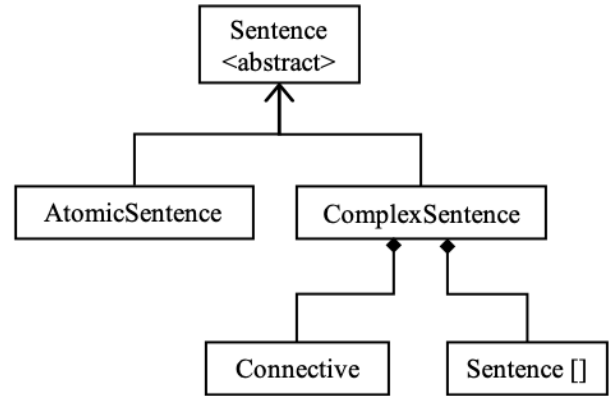 Sentence
<abstract>
AtomicSentence
ComplexSentence
Connective
Sentence []